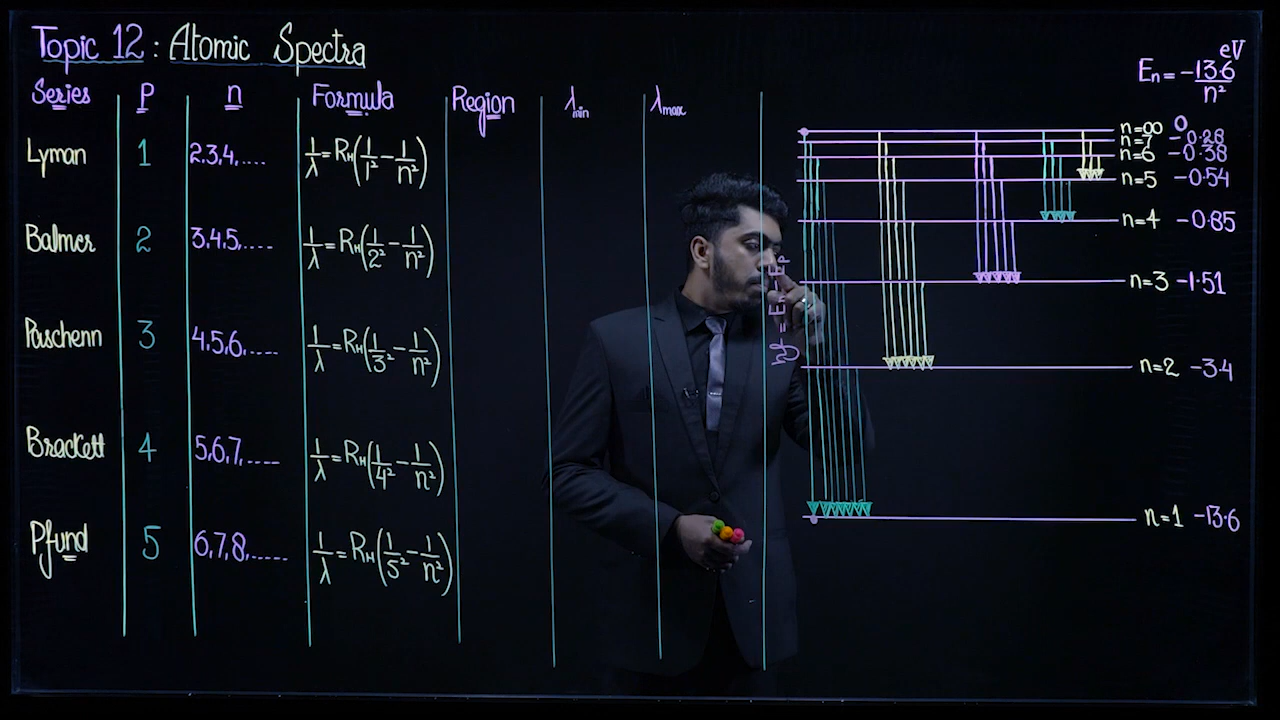 Topic 12 : Atomic Spectra
Series P n Formula Region λmin λmax
Lyman 1 2,3,4,..... 1/λ = RH(1/1² − 1/n²)
Balmer 2 3,4,5,..... 1/λ = RH(1/2² − 1/n²)
Paschenn 3 4,5,6,..... 1/λ = RH(1/3² − 1/n²)
Brackett 4 5,6,7,..... 1/λ = RH(1/4² − 1/n²)
Pfund 5 6,7,8,...... 1/λ = RH(1/5² − 1/n²)
eV
En = −13.6/n²
n=∞ 0
n=7 −0.28
n=6 −0.38
n=5 −0.54
n=4 −0.85
n=3 −1.51
n=2 −3.4
n=1 −13.6
hf = En − EP